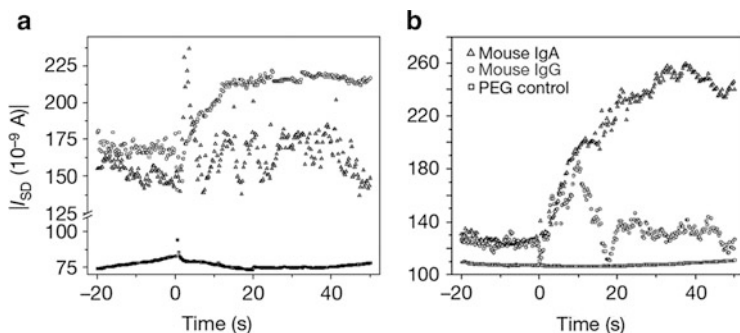 a
|I_SD| (10⁻⁹ A)
225
200
175
150
125
100
75
−20
0
20
40
Time (s)
b
260
220
180
140
100
Mouse IgA
Mouse IgG
PEG control
−20
0
20
40
Time (s)